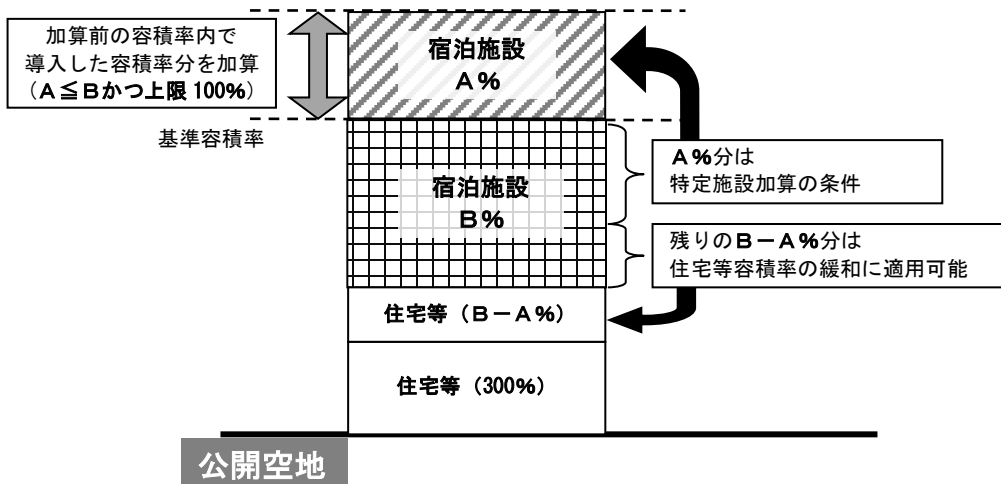 加算前の容積率内で
導入した容積率分を加算
(A≦Bかつ上限100%)
宿泊施設
A%
基準容積率
宿泊施設
B%
A%分は
特定施設加算の条件
残りのB－A%分は
住宅等容積率の緩和に適用可能
住宅等(B－A%)
住宅等(300%)
公開空地